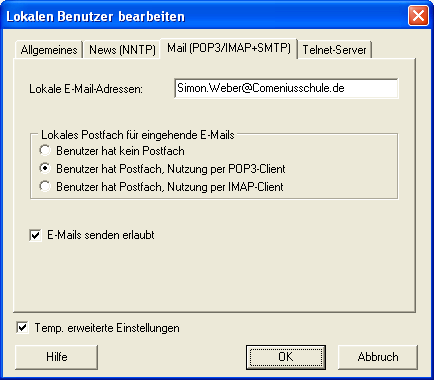 Lokalen Benutzer bearbeiten
Allgemeines News (NNTP) Mail (POP3/IMAP+SMTP) Telnet-Server
Lokale E-Mail-Adressen: Simon.Weber@Comeniusschule.de
Lokales Postfach für eingehende E-Mails
Benutzer hat kein Postfach
Benutzer hat Postfach, Nutzung per POP3-Client
Benutzer hat Postfach, Nutzung per IMAP-Client
E-Mails senden erlaubt
Temp. erweiterte Einstellungen
Hilfe OK Abbruch